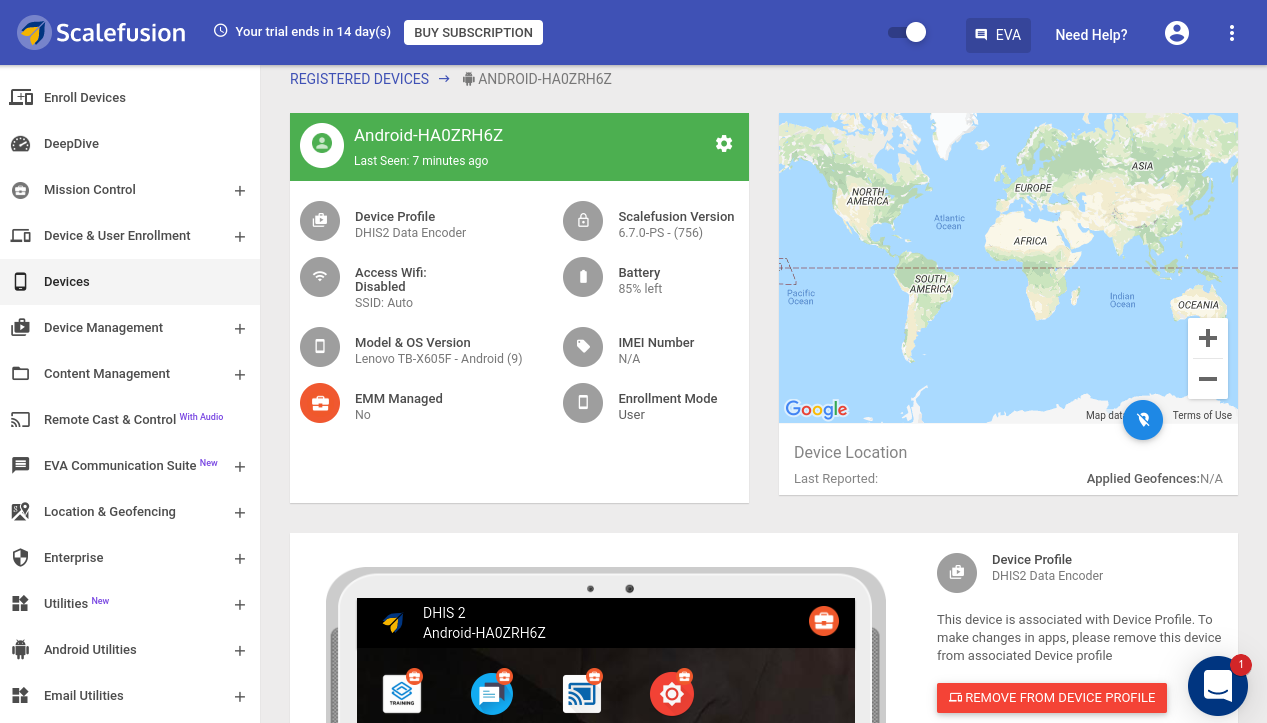 Scalefusion
Your trial ends in 14 day(s)
BUY SUBSCRIPTION
EVA
Need Help?
Enroll Devices
DeepDive
Mission Control
Device & User Enrollment
Devices
Device Management
Content Management
Remote Cast & Control With Audio
EVA Communication Suite New
Location & Geofencing
Enterprise
Utilities New
Android Utilities
Email Utilities
REGISTERED DEVICES → ANDROID-HA0ZRH6Z
Android-HA0ZRH6Z
Last Seen: 7 minutes ago
Device Profile
DHIS2 Data Encoder
Scalefusion Version
6.7.0-PS - (756)
Access Wifi:
Disabled
SSID: Auto
Battery
85% left
Model & OS Version
Lenovo TB-X605F - Android (9)
IMEI Number
N/A
EMM Managed
No
Enrollment Mode
User
NORTH
AMERICA
EUROPE
ASIA
Atlantic
Ocean
AFRICA
SOUTH
AMERICA
Pacific
Ocean
Indian
Ocean
OCEANIA
Google
Map dat
Terms of Use
Device Location
Last Reported:
Applied Geofences:N/A
DHIS 2
Android-HA0ZRH6Z
TRAINING
Device Profile
DHIS2 Data Encoder
This device is associated with Device Profile. To
make changes in apps, please remove this device
from associated Device profile
REMOVE FROM DEVICE PROFILE
1